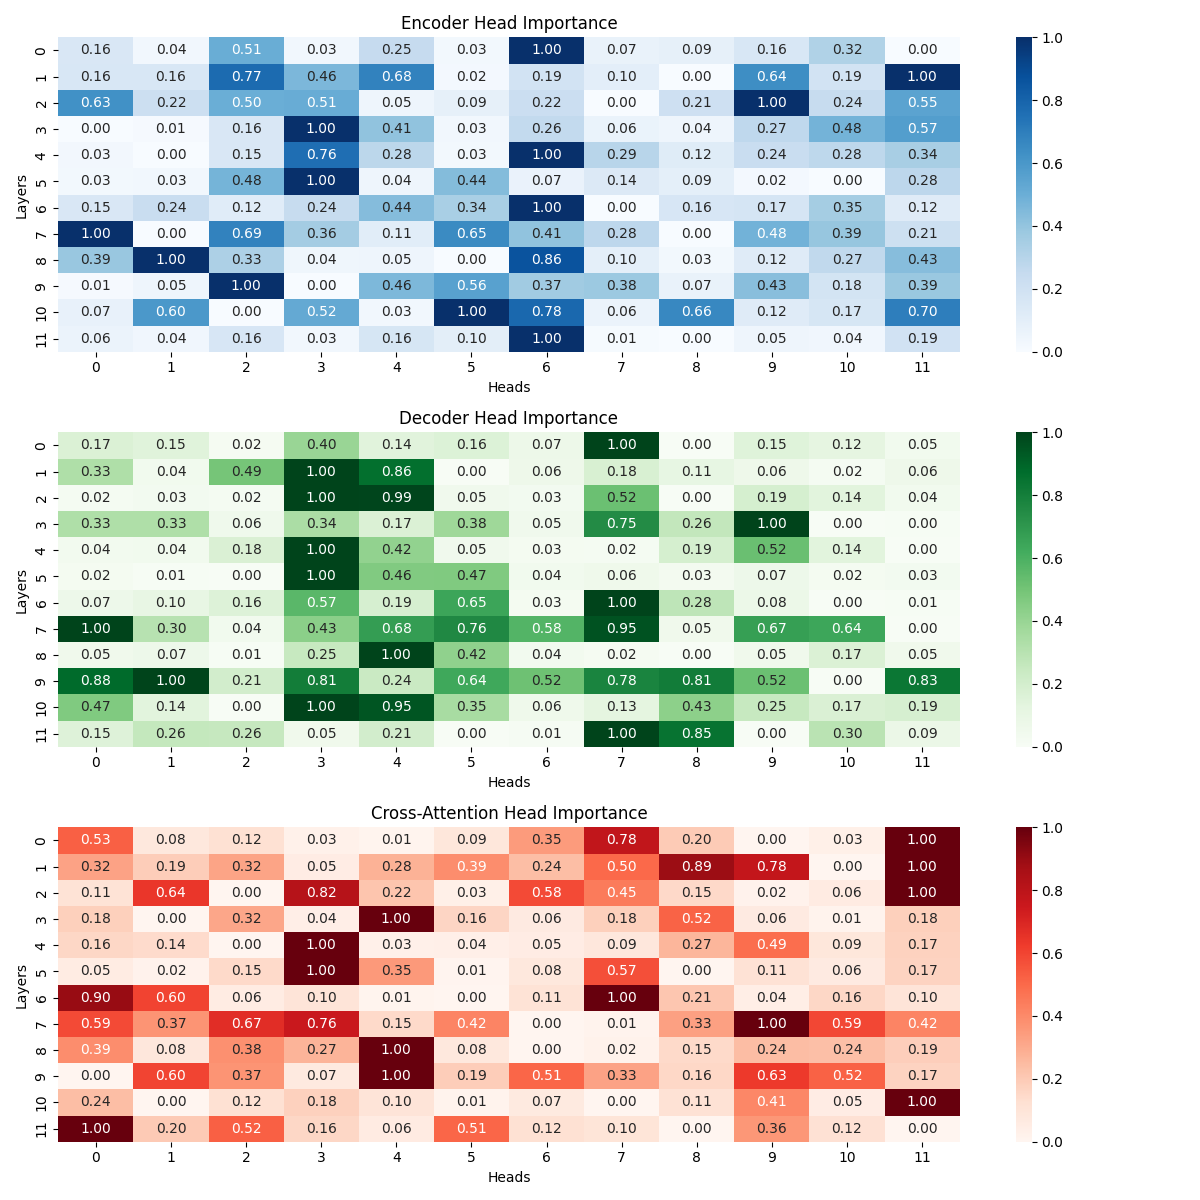 Encoder Head Importance
0 0.16 0.04 0.51 0.03 0.25 0.03 1.00 0.07 0.09 0.16 0.32 0.00
1 0.16 0.16 0.77 0.46 0.68 0.02 0.19 0.10 0.00 0.64 0.19 1.00
2 0.63 0.22 0.50 0.51 0.05 0.09 0.22 0.00 0.21 1.00 0.24 0.55
3 0.00 0.01 0.16 1.00 0.41 0.03 0.26 0.06 0.04 0.27 0.48 0.57
4 0.03 0.00 0.15 0.76 0.28 0.03 1.00 0.29 0.12 0.24 0.28 0.34
5 0.03 0.03 0.48 1.00 0.04 0.44 0.07 0.14 0.09 0.02 0.00 0.28
6 0.15 0.24 0.12 0.24 0.44 0.34 1.00 0.00 0.16 0.17 0.35 0.12
7 1.00 0.00 0.69 0.36 0.11 0.65 0.41 0.28 0.00 0.48 0.39 0.21
8 0.39 1.00 0.33 0.04 0.05 0.00 0.86 0.10 0.03 0.12 0.27 0.43
9 0.01 0.05 1.00 0.00 0.46 0.56 0.37 0.38 0.07 0.43 0.18 0.39
10 0.07 0.60 0.00 0.52 0.03 1.00 0.78 0.06 0.66 0.12 0.17 0.70
11 0.06 0.04 0.16 0.03 0.16 0.10 1.00 0.01 0.00 0.05 0.04 0.19
0 1 2 3 4 5 6 7 8 9 10 11
Heads
Layers
1.0
0.8
0.6
0.4
0.2
0.0
Decoder Head Importance
0 0.17 0.15 0.02 0.40 0.14 0.16 0.07 1.00 0.00 0.15 0.12 0.05
1 0.33 0.04 0.49 1.00 0.86 0.00 0.06 0.18 0.11 0.06 0.02 0.06
2 0.02 0.03 0.02 1.00 0.99 0.05 0.03 0.52 0.00 0.19 0.14 0.04
3 0.33 0.33 0.06 0.34 0.17 0.38 0.05 0.75 0.26 1.00 0.00 0.00
4 0.04 0.04 0.18 1.00 0.42 0.05 0.03 0.02 0.19 0.52 0.14 0.00
5 0.02 0.01 0.00 1.00 0.46 0.47 0.04 0.06 0.03 0.07 0.02 0.03
6 0.07 0.10 0.16 0.57 0.19 0.65 0.03 1.00 0.28 0.08 0.00 0.01
7 1.00 0.30 0.04 0.43 0.68 0.76 0.58 0.95 0.05 0.67 0.64 0.00
8 0.05 0.07 0.01 0.25 1.00 0.42 0.04 0.02 0.00 0.05 0.17 0.05
9 0.88 1.00 0.21 0.81 0.24 0.64 0.52 0.78 0.81 0.52 0.00 0.83
10 0.47 0.14 0.00 1.00 0.95 0.35 0.06 0.13 0.43 0.25 0.17 0.19
11 0.15 0.26 0.26 0.05 0.21 0.00 0.01 1.00 0.85 0.00 0.30 0.09
0 1 2 3 4 5 6 7 8 9 10 11
Heads
Layers
1.0
0.8
0.6
0.4
0.2
0.0
Cross-Attention Head Importance
0 0.53 0.08 0.12 0.03 0.01 0.09 0.35 0.78 0.20 0.00 0.03 1.00
1 0.32 0.19 0.32 0.05 0.28 0.39 0.24 0.50 0.89 0.78 0.00 1.00
2 0.11 0.64 0.00 0.82 0.22 0.03 0.58 0.45 0.15 0.02 0.06 1.00
3 0.18 0.00 0.32 0.04 1.00 0.16 0.06 0.18 0.52 0.06 0.01 0.18
4 0.16 0.14 0.00 1.00 0.03 0.04 0.05 0.09 0.27 0.49 0.09 0.17
5 0.05 0.02 0.15 1.00 0.35 0.01 0.08 0.57 0.00 0.11 0.06 0.17
6 0.90 0.60 0.06 0.10 0.01 0.00 0.11 1.00 0.21 0.04 0.16 0.10
7 0.59 0.37 0.67 0.76 0.15 0.42 0.00 0.01 0.33 1.00 0.59 0.42
8 0.39 0.08 0.38 0.27 1.00 0.08 0.00 0.02 0.15 0.24 0.24 0.19
9 0.00 0.60 0.37 0.07 1.00 0.19 0.51 0.33 0.16 0.63 0.52 0.17
10 0.24 0.00 0.12 0.18 0.10 0.01 0.07 0.00 0.11 0.41 0.05 1.00
11 1.00 0.20 0.52 0.16 0.06 0.51 0.12 0.10 0.00 0.36 0.12 0.00
0 1 2 3 4 5 6 7 8 9 10 11
Heads
Layers
1.0
0.8
0.6
0.4
0.2
0.0